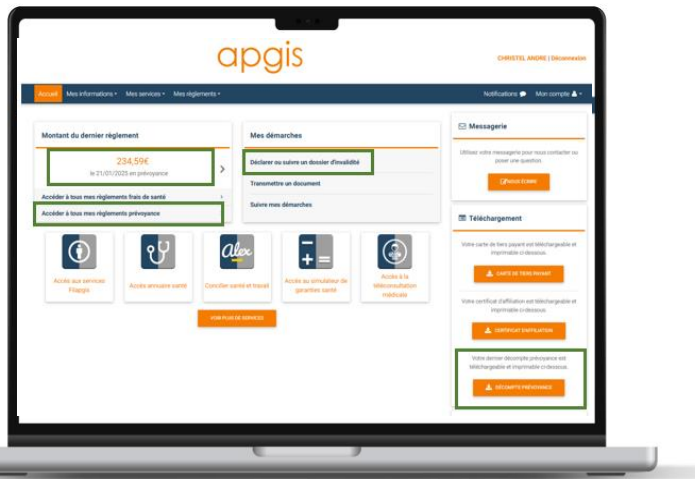 apgis
CHRISTEL ANDRE | Déconnexion
Accueil Mes informations Mes services Mes règlements
Notifications Mon compte
Montant du dernier règlement
234,59€
le 21/01/2025 en prévoyance
Accéder à tous mes règlements frais de santé
Accéder à tous mes règlements prévoyance
Mes démarches
Déclarer ou suivre un dossier d'invalidité
Transmettre un document
Suivre mes démarches
Accès aux services
Filapgis
Accès annuaire santé
Alex
Concilier santé et travail
Accès au simulateur de
garanties santé
Accès à la
téléconsultation
médicale
VOIR PLUS DE SERVICES
Messagerie
Utilisez votre messagerie pour nous contacter ou
poser une question.
NOUS ÉCRIRE
Téléchargement
Votre carte de tiers payant est téléchargeable et
imprimable ci-dessous.
CARTE DE TIERS PAYANT
Votre certificat d'affiliation est téléchargeable et
imprimable ci-dessous.
CERTIFICAT D'AFFILIATION
Votre dernier décompte prévoyance est
téléchargeable et imprimable ci-dessous.
DÉCOMPTE PRÉVOYANCE